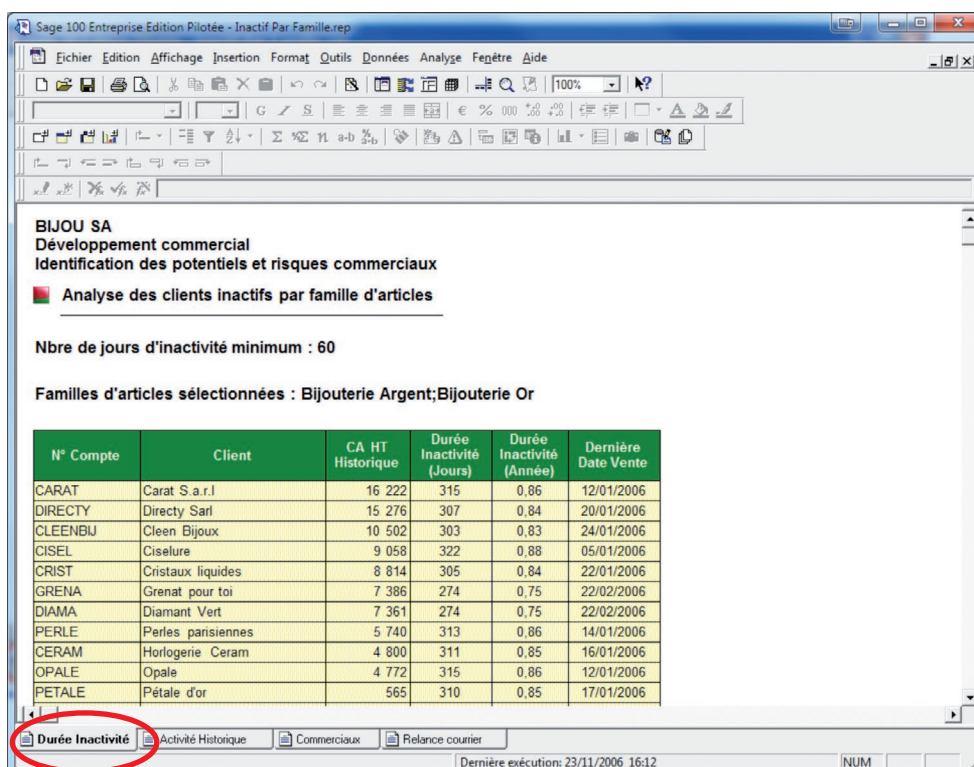 Sage 100 Entreprise Edition Pilotée - Inactif Par Famille.rep
Fichier Edition Affichage Insertion Format Outils Données Analyse Fenêtre Aide
100%
G I S € % 000
Σ %Σ n a-b
BIJOU SA
Développement commercial
Identification des potentiels et risques commerciaux
Analyse des clients inactifs par famille d'articles
Nbre de jours d'inactivité minimum : 60
Familles d'articles sélectionnées : Bijouterie Argent;Bijouterie Or
N° Compte Client CA HT Historique Durée Inactivité (Jours) Durée Inactivité (Année) Dernière Date Vente
CARAT Carat S.a.r.l 16 222 315 0,86 12/01/2006
DIRECTY Directy Sarl 15 276 307 0,84 20/01/2006
CLEENBIJ Cleen Bijoux 10 502 303 0,83 24/01/2006
CISEL Ciselure 9 058 322 0,88 05/01/2006
CRIST Cristaux liquides 8 814 305 0,84 22/01/2006
GRENA Grenat pour toi 7 386 274 0,75 22/02/2006
DIAMA Diamant Vert 7 361 274 0,75 22/02/2006
PERLE Perles parisiennes 5 740 313 0,86 14/01/2006
CERAM Horlogerie Ceram 4 800 311 0,85 16/01/2006
OPALE Opale 4 772 315 0,86 12/01/2006
PETALE Pétale d'or 565 310 0,85 17/01/2006
Durée Inactivité Activité Historique Commerciaux Relance courrier
Dernière exécution: 23/11/2006 16:12 NUM